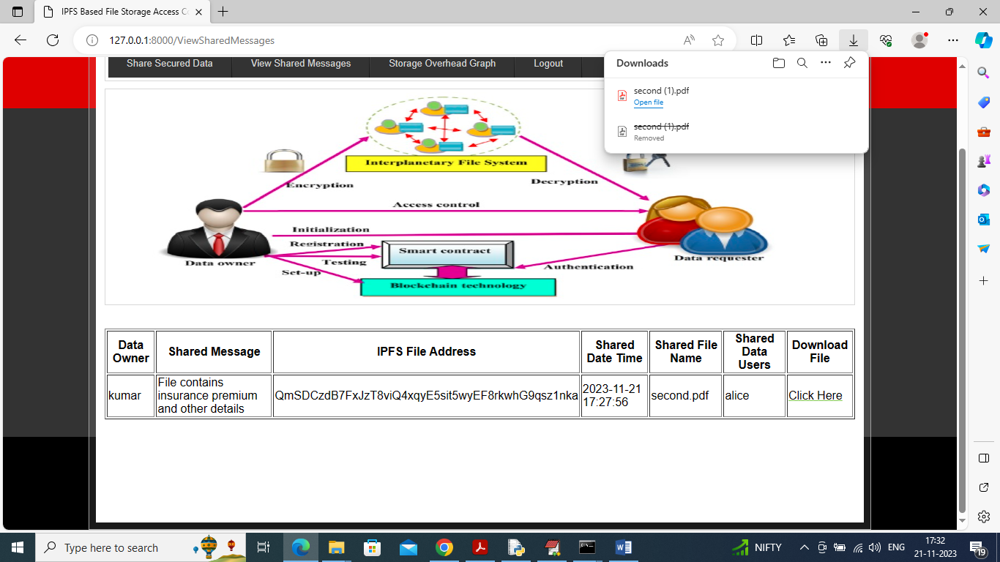 IPFS Based File Storage Access Co
127.0.0.1:8000/ViewSharedMessages
Share Secured Data
View Shared Messages
Storage Overhead Graph
Logout
Downloads
second (1).pdf
Open file
second (1).pdf
Removed
Interplanetary File System
Encryption
Decryption
Access control
Initialization
Registration
Smart contract
Testing
Authentication
Data owner
Data requester
Set-up
Blockchain technology
Data Owner
Shared Message
IPFS File Address
Shared Date Time
Shared File Name
Shared Data Users
Download File
kumar
File contains
insurance premium
and other details
QmSDCzdB7FxJzT8viQ4xqyE5sit5wyEF8rkwhG9qsz1nka
2023-11-21
17:27:56
second.pdf
alice
Click Here
Type here to search
NIFTY
ENG
17:32
21-11-2023
19